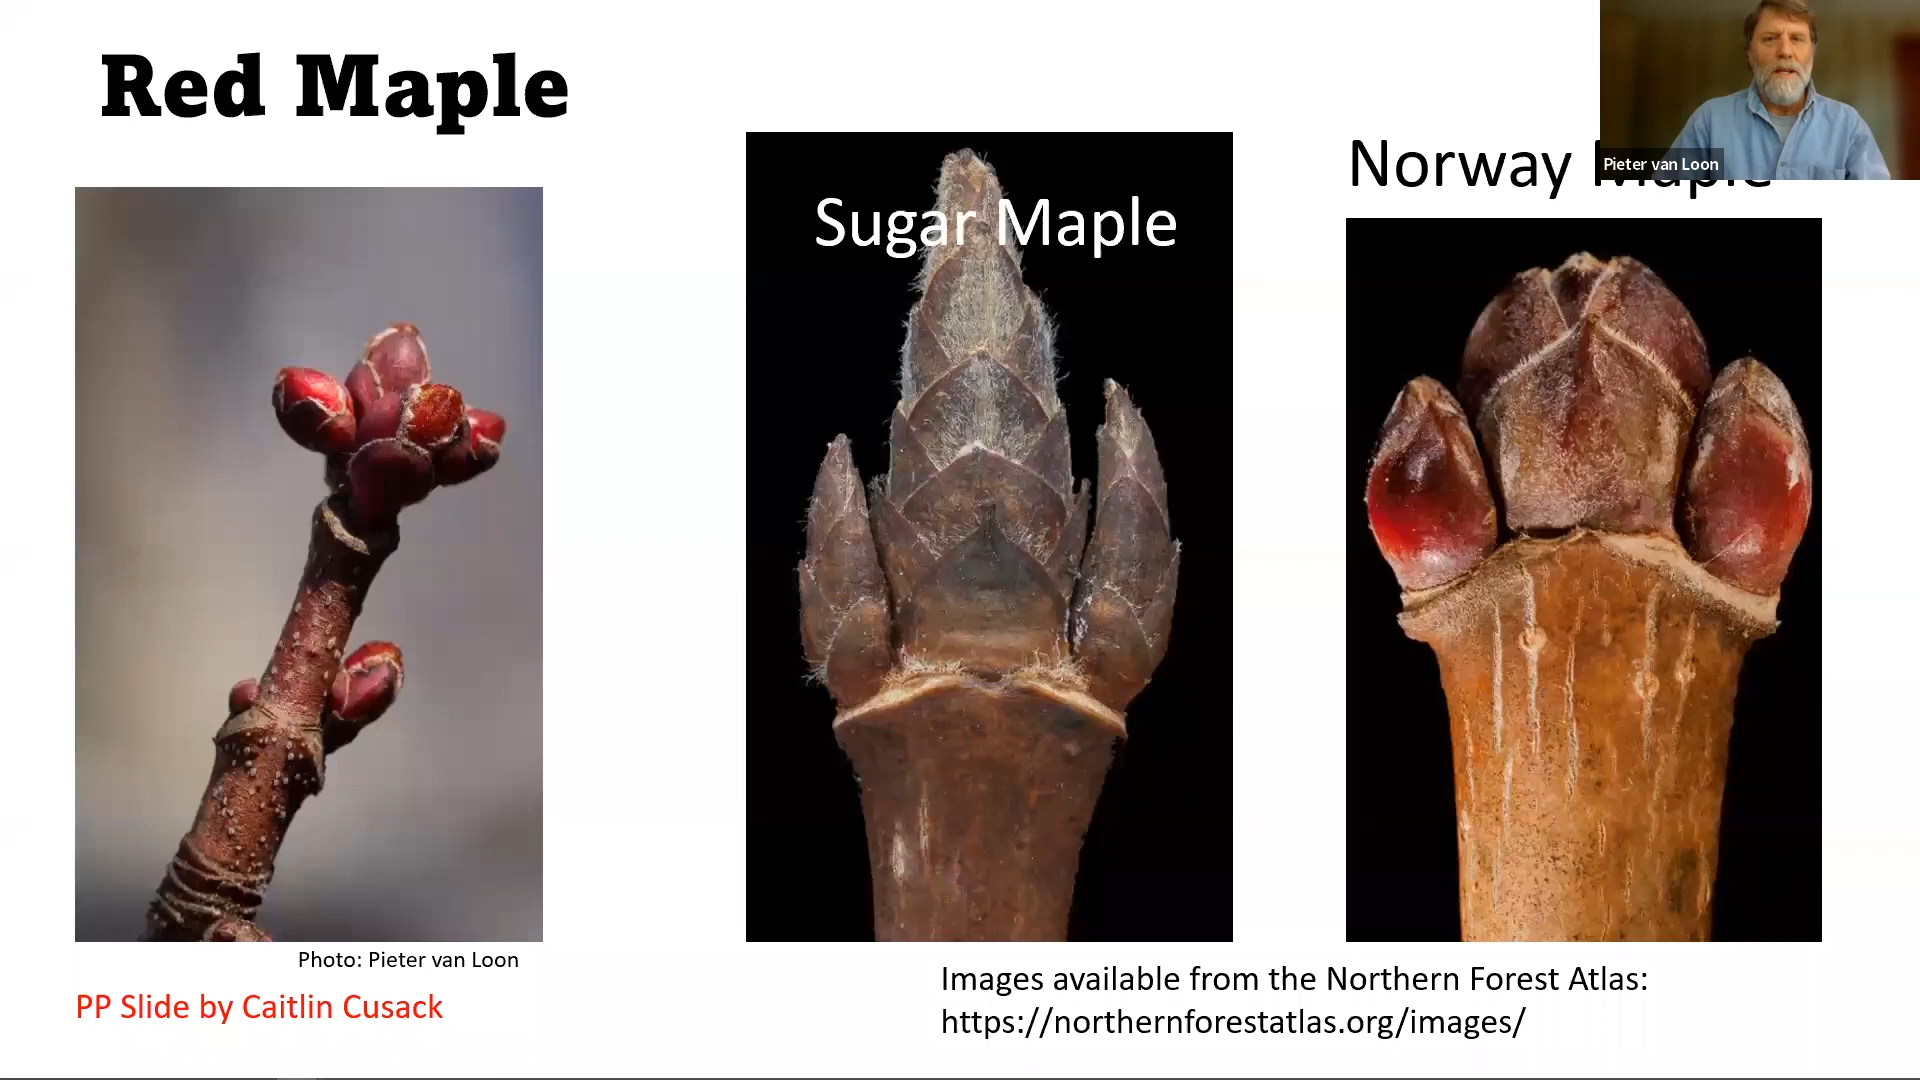 Red Maple
Sugar Maple
Norway Maple
Pieter van Loon
Photo: Pieter van Loon
PP Slide by Caitlin Cusack
Images available from the Northern Forest Atlas:
https://northernforestatlas.org/images/